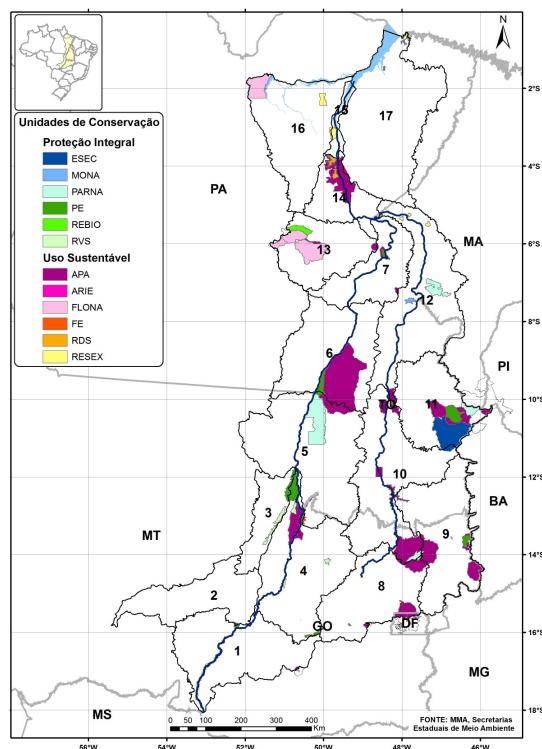 N
Unidades de Conservação
Proteção Integral
ESEC
MONA
PARNA
PE
REBIO
RVS
Uso Sustentável
APA
ARIE
FLONA
FE
RDS
RESEX
2°S
15
17
16
PA
14
MA
6°S
13
7
12
8°S
6
PI
TO
11
10°S
5
10
12°S
BA
3
9
MT
14°S
4
2
8
GO
DF
16°S
1
MG
MS
18°S
0 50 100 200 300 400
Km
FONTE: MMA, Secretarias
Estaduais de Meio Ambiente
56°W 54°W 52°W 50°W 48°W 46°W